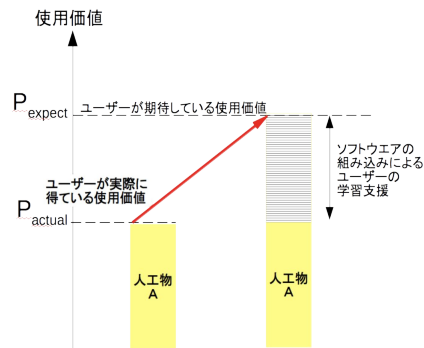 使用価値
P expect
ユーザーが期待している使用価値
ソフトウエアの
組み込みによる
ユーザーの
学習支援
ユーザーが実際に
得ている使用価値
P actual
人工物
A
人工物
A